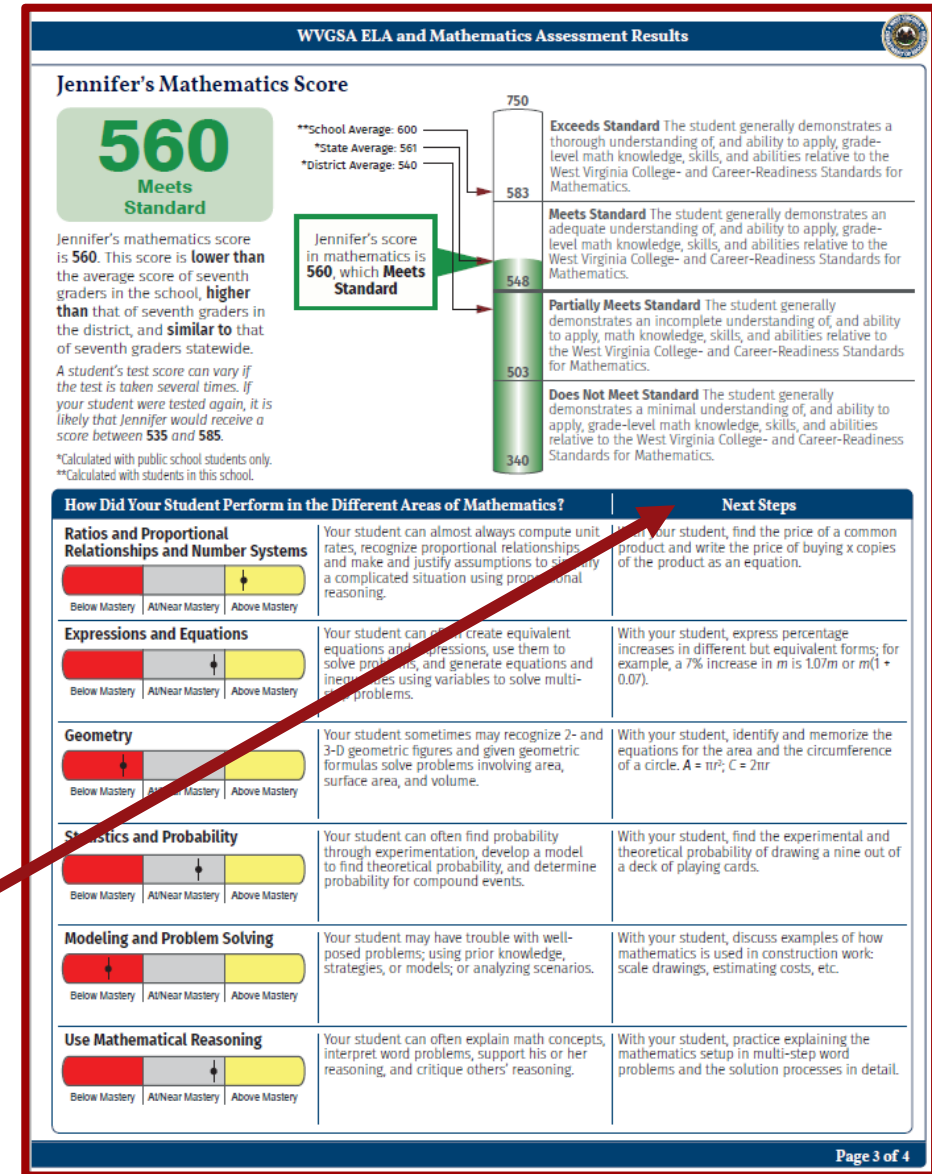 WVGSA ELA and Mathematics Assessment Results
Jennifer's Mathematics Score
560
Meets
Standard
Jennifer's mathematics score
is 560. This score is lower than
the average score of seventh
graders in the school, higher
than that of seventh graders in
the district, and similar to that
of seventh graders statewide.
A student's test score can vary if
the test is taken several times. If
your student were tested again, it is
likely that Jennifer would receive a
score between 535 and 585.
*Calculated with public school students only.
**Calculated with students in this school.
**School Average: 600
*State Average: 561
*District Average: 540
Jennifer's score
in mathematics is
560, which Meets
Standard
750
583
548
503
340
Exceeds Standard The student generally demonstrates a
thorough understanding of, and ability to apply, grade-
level math knowledge, skills, and abilities relative to the
West Virginia College- and Career-Readiness Standards for
Mathematics.
Meets Standard The student generally demonstrates an
adequate understanding of, and ability to apply, grade-
level math knowledge, skills, and abilities relative to the
West Virginia College- and Career-Readiness Standards for
Mathematics.
Partially Meets Standard The student generally
demonstrates an incomplete understanding of, and ability
to apply, math knowledge, skills, and abilities relative to
the West Virginia College- and Career-Readiness Standards
for Mathematics.
Does Not Meet Standard The student generally
demonstrates a minimal understanding of, and ability to
apply, grade-level math knowledge, skills, and abilities
relative to the West Virginia College- and Career-Readiness
Standards for Mathematics.
How Did Your Student Perform in the Different Areas of Mathematics?
Next Steps
Ratios and Proportional
Relationships and Number Systems
Below Mastery At/Near Mastery Above Mastery
Your student can almost always compute unit
rates, recognize proportional relationships
and make and justify assumptions to
a complicated situation using
reasoning.
your student, find the price of a common
product and write the price of buying x copies
of the product as an equation.
Expressions and Equations
Below Mastery At/Near Mastery Above Mastery
Your student can often create equivalent
equations and expressions, use them to
solve problems, and generate equations and
using variables to solve multi-
problems.
With your student, express percentage
increases in different but equivalent forms; for
example, a 7% increase in m is 1.07m or m(1 +
0.07).
Geometry
Below Mastery At/Near Mastery Above Mastery
Your student sometimes may recognize 2- and
3-D geometric figures and given geometric
formulas solve problems involving area,
surface area, and volume.
With your student, identify and memorize the
equations for the area and the circumference
of a circle. A = πr²; C = 2πr
Statistics and Probability
Below Mastery At/Near Mastery Above Mastery
Your student can often find probability
through experimentation, develop a model
to find theoretical probability, and determine
probability for compound events.
With your student, find the experimental and
theoretical probability of drawing a nine out of
a deck of playing cards.
Modeling and Problem Solving
Below Mastery At/Near Mastery Above Mastery
Your student may have trouble with well-
posed problems; using prior knowledge,
strategies, or models; or analyzing scenarios.
With your student, discuss examples of how
mathematics is used in construction work:
scale drawings, estimating costs, etc.
Use Mathematical Reasoning
Below Mastery At/Near Mastery Above Mastery
Your student can often explain math concepts,
interpret word problems, support his or her
reasoning, and critique others' reasoning.
With your student, practice explaining the
mathematics setup in multi-step word
problems and the solution processes in detail.
Page 3 of 4